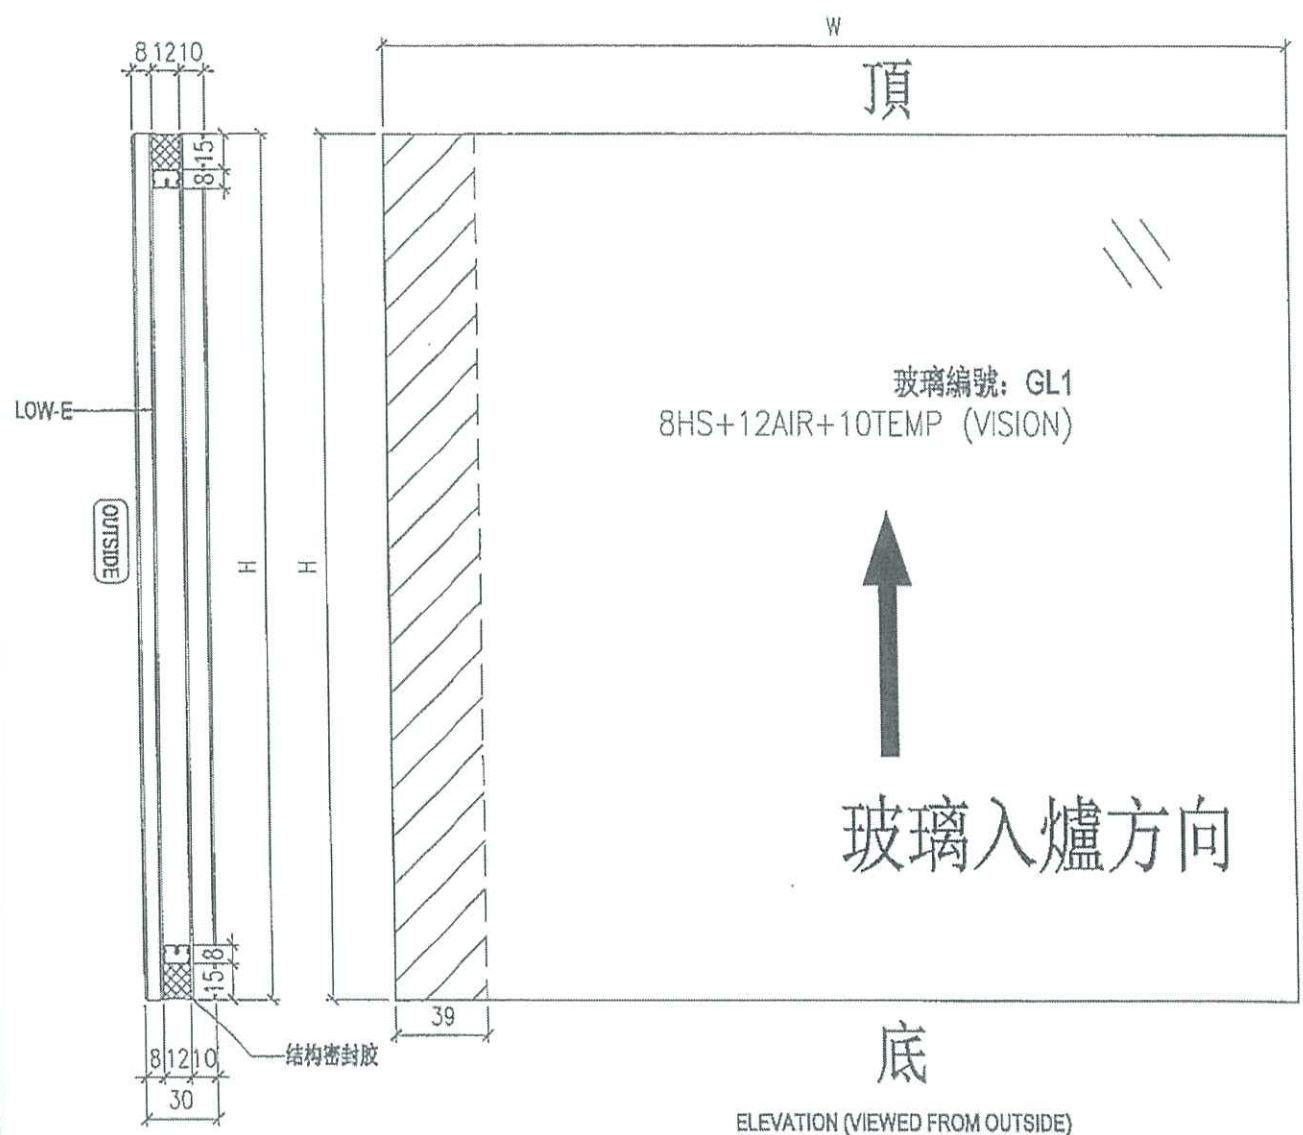 W
8 12 10
頂
15
8
玻璃編號: GL1
8HS+12AIR+10TEMP (VISION)
LOW-E
OUTSIDE
H
H
玻璃入爐方向
8
15
39
结构密封胶
底
8 12 10
30
ELEVATION (VIEWED FROM OUTSIDE)